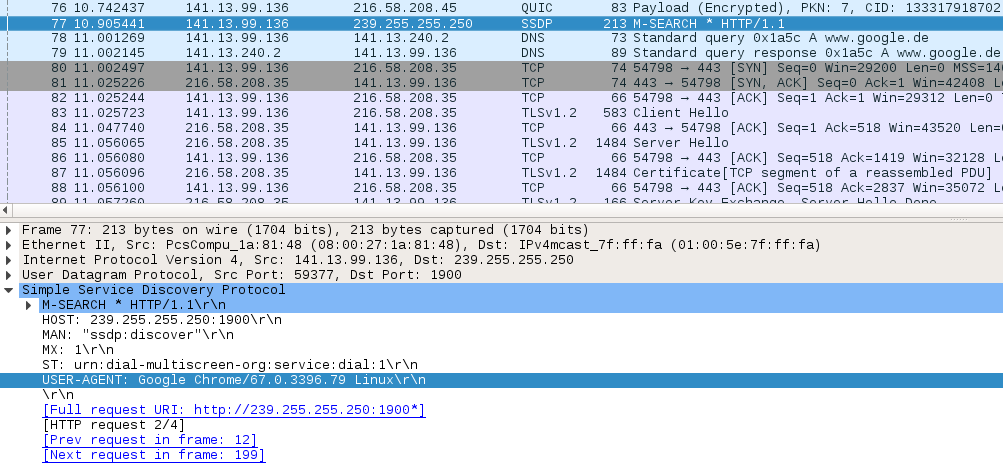 76 10.742437 141.13.99.136 216.58.208.45 QUIC 83 Payload (Encrypted), PKN: 7, CID: 133317918702
77 10.905441 141.13.99.136 239.255.255.250 SSDP 213 M-SEARCH * HTTP/1.1
78 11.001269 141.13.99.136 141.13.240.2 DNS 73 Standard query 0x1a5c A www.google.de
79 11.002145 141.13.240.2 141.13.99.136 DNS 89 Standard query response 0x1a5c A www.google.de
80 11.002497 141.13.99.136 216.58.208.35 TCP 74 54798 → 443 [SYN] Seq=0 Win=29200 Len=0 MSS=14
81 11.025226 216.58.208.35 141.13.99.136 TCP 74 443 → 54798 [SYN, ACK] Seq=0 Ack=1 Win=42408 L
82 11.025244 141.13.99.136 216.58.208.35 TCP 66 54798 → 443 [ACK] Seq=1 Ack=1 Win=29312 Len=0
83 11.025723 141.13.99.136 216.58.208.35 TLSv1.2 583 Client Hello
84 11.047740 216.58.208.35 141.13.99.136 TCP 66 443 → 54798 [ACK] Seq=1 Ack=518 Win=43520 Len=
85 11.056065 216.58.208.35 141.13.99.136 TLSv1.2 1484 Server Hello
86 11.056080 141.13.99.136 216.58.208.35 TCP 66 54798 → 443 [ACK] Seq=518 Ack=1419 Win=32128 L
87 11.056096 216.58.208.35 141.13.99.136 TLSv1.2 1484 Certificate[TCP segment of a reassembled PDU]
88 11.056100 141.13.99.136 216.58.208.35 TCP 66 54798 → 443 [ACK] Seq=518 Ack=2837 Win=35072 L
89 11.057260 216.58.208.35 141.13.99.136 TLSv1.2 166 Server Key Exchange, Server Hello Done
Frame 77: 213 bytes on wire (1704 bits), 213 bytes captured (1704 bits)
Ethernet II, Src: PcsCompu_1a:81:48 (08:00:27:1a:81:48), Dst: IPv4mcast_7f:ff:fa (01:00:5e:7f:ff:fa)
Internet Protocol Version 4, Src: 141.13.99.136, Dst: 239.255.255.250
User Datagram Protocol, Src Port: 59377, Dst Port: 1900
Simple Service Discovery Protocol
M-SEARCH * HTTP/1.1\r\n
HOST: 239.255.255.250:1900\r\n
MAN: "ssdp:discover"\r\n
MX: 1\r\n
ST: urn:dial-multiscreen-org:service:dial:1\r\n
USER-AGENT: Google Chrome/67.0.3396.79 Linux\r\n
\r\n
[Full request URI: http://239.255.255.250:1900*]
[HTTP request 2/4]
[Prev request in frame: 12]
[Next request in frame: 199]